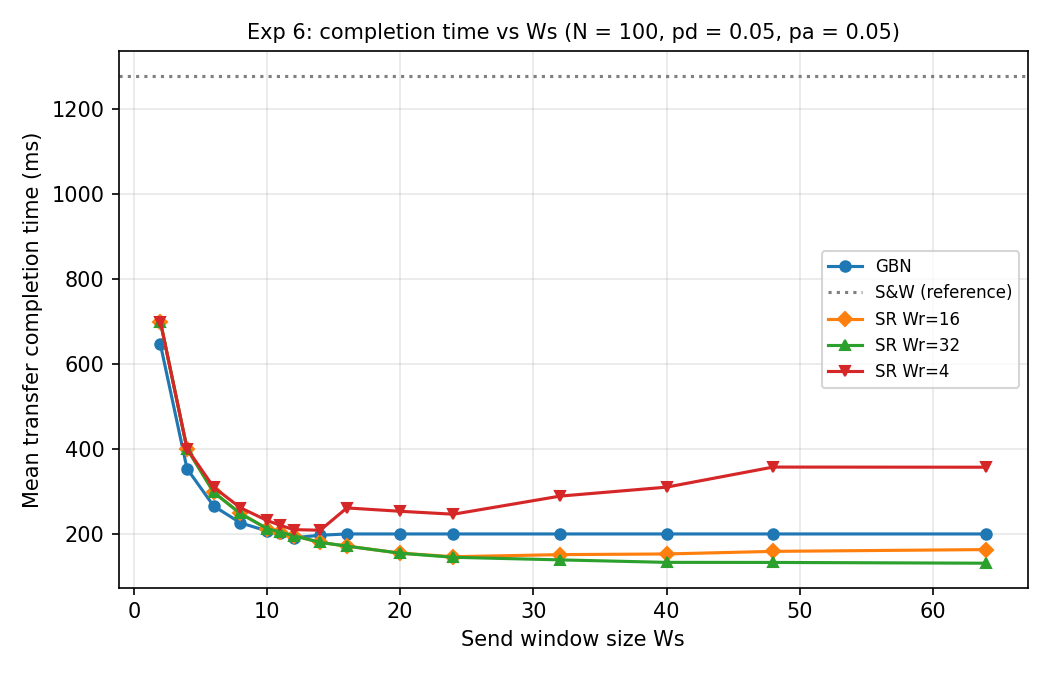 Exp 6: completion time vs Ws (N = 100, pd = 0.05, pa = 0.05)
Mean transfer completion time (ms)
1200
1000
800
600
400
200
GBN
S&W (reference)
SR Wr=16
SR Wr=32
SR Wr=4
0 10 20 30 40 50 60
Send window size Ws